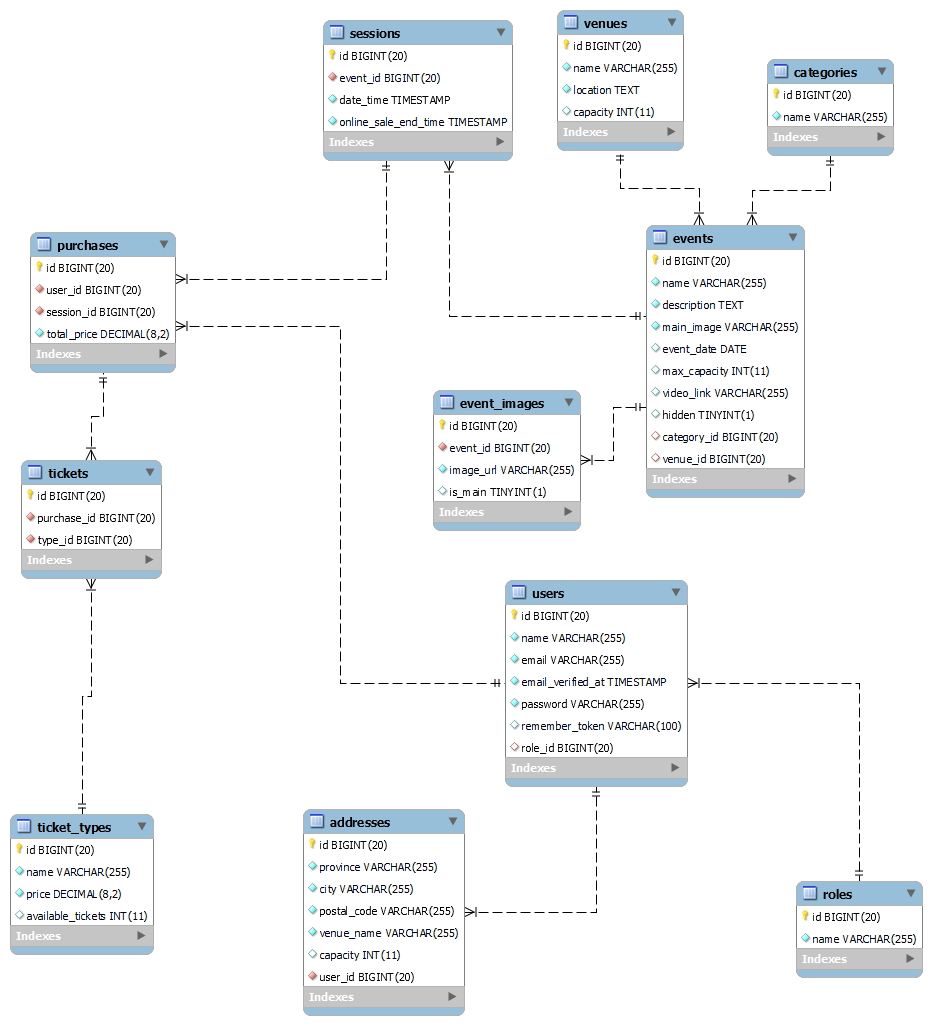 sessions
id BIGINT(20)
event_id BIGINT(20)
date_time TIMESTAMP
online_sale_end_time TIMESTAMP
Indexes
venues
id BIGINT(20)
name VARCHAR(255)
location TEXT
capacity INT(11)
Indexes
categories
id BIGINT(20)
name VARCHAR(255)
Indexes
purchases
id BIGINT(20)
user_id BIGINT(20)
session_id BIGINT(20)
total_price DECIMAL(8,2)
Indexes
events
id BIGINT(20)
name VARCHAR(255)
description TEXT
main_image VARCHAR(255)
event_date DATE
max_capacity INT(11)
video_link VARCHAR(255)
hidden TINYINT(1)
category_id BIGINT(20)
venue_id BIGINT(20)
Indexes
event_images
id BIGINT(20)
event_id BIGINT(20)
image_url VARCHAR(255)
is_main TINYINT(1)
Indexes
tickets
id BIGINT(20)
purchase_id BIGINT(20)
type_id BIGINT(20)
Indexes
users
id BIGINT(20)
name VARCHAR(255)
email VARCHAR(255)
email_verified_at TIMESTAMP
password VARCHAR(255)
remember_token VARCHAR(100)
role_id BIGINT(20)
Indexes
ticket_types
id BIGINT(20)
name VARCHAR(255)
price DECIMAL(8,2)
available_tickets INT(11)
Indexes
addresses
id BIGINT(20)
province VARCHAR(255)
city VARCHAR(255)
postal_code VARCHAR(255)
venue_name VARCHAR(255)
capacity INT(11)
user_id BIGINT(20)
Indexes
roles
id BIGINT(20)
name VARCHAR(255)
Indexes